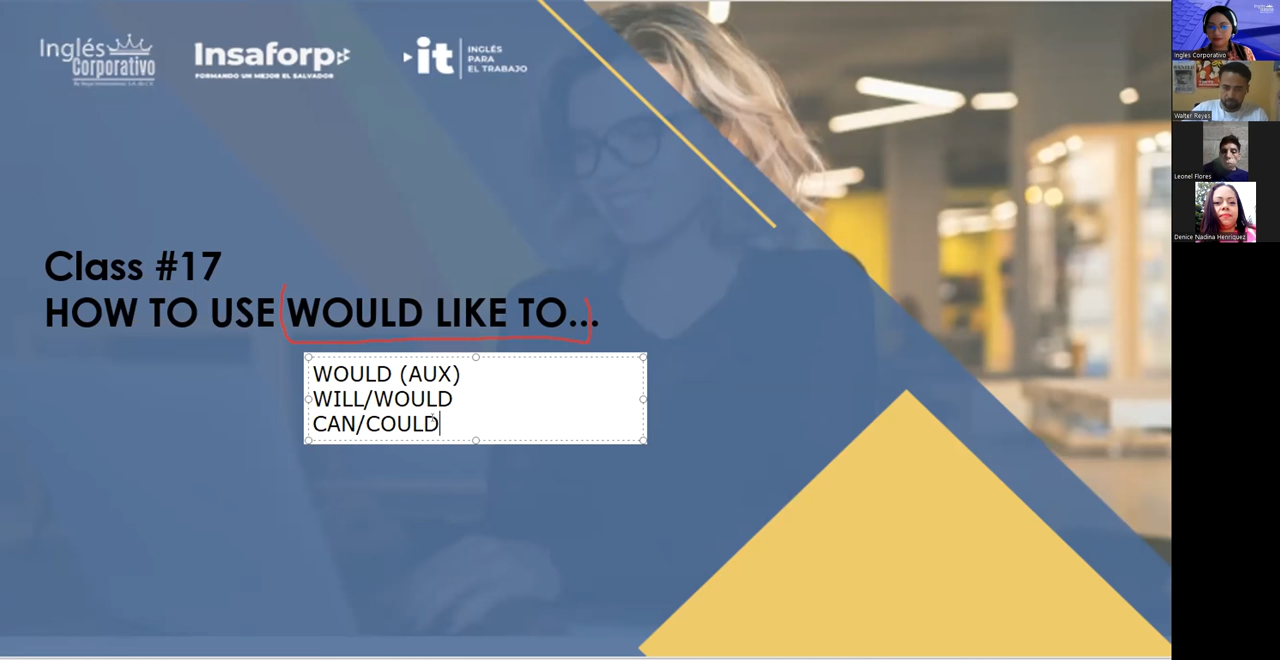 Inglés
Corporativo
Insaforp
FORMANDO UN MEJOR EL SALVADOR
it
INGLÉS
PARA
EL TRABAJO
Class #17
HOW TO USE WOULD LIKE TO...
WOULD (AUX)
WILL/WOULD
CAN/COULD
Ingles Corporativo
Walter Reyes
Leonel Flores
Denice Nadina Henriquez